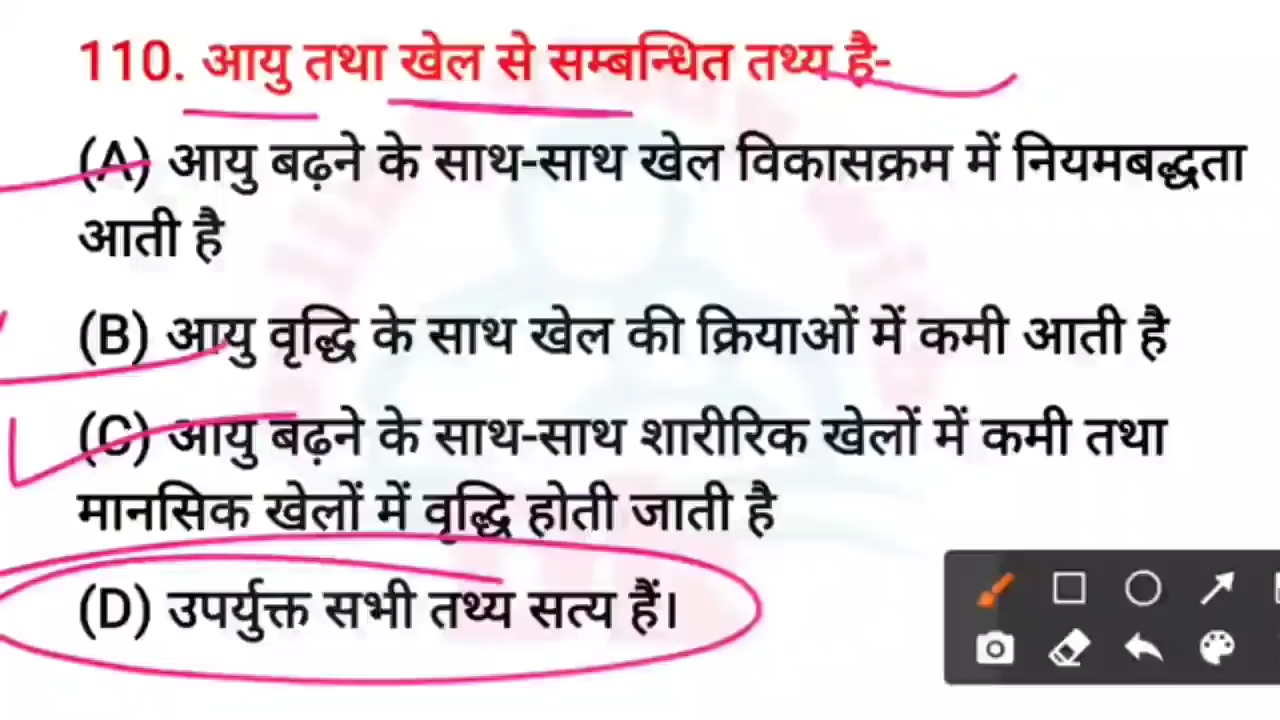 110. आयु तथा खेल से सम्बन्धित तथ्य है-
(A) आयु बढ़ने के साथ-साथ खेल विकासक्रम में नियमबद्धता
आती है
(B) आयु वृद्धि के साथ खेल की क्रियाओं में कमी आती है
(C) आयु बढ़ने के साथ-साथ शारीरिक खेलों में कमी तथा
मानसिक खेलों में वृद्धि होती जाती है
(D) उपर्युक्त सभी तथ्य सत्य हैं।